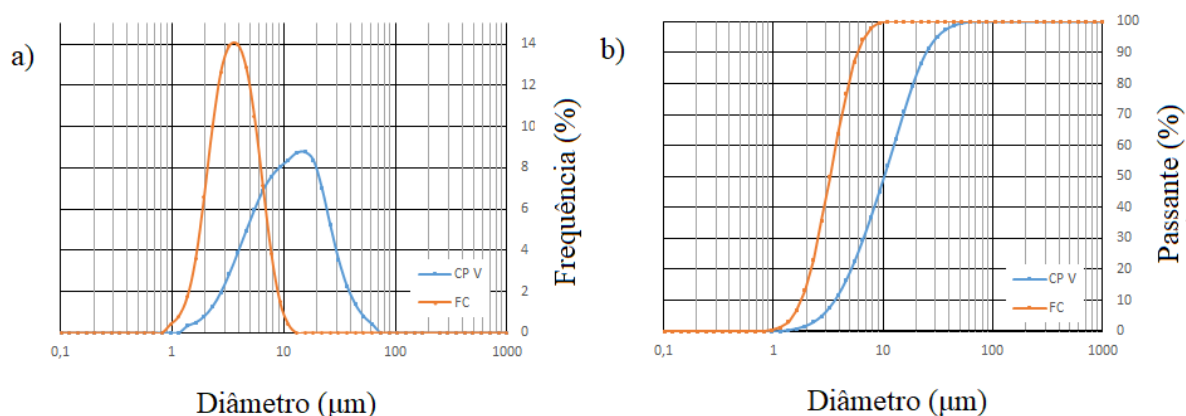 a)
14
12
10
8
6
4
2
0
Frequência (%)
CP V
FC
0,1 1 10 100 1000
Diâmetro (μm)
b)
100
90
80
70
60
50
40
30
20
10
0
Passante (%)
CP V
FC
0,1 1 10 100 1000
Diâmetro (μm)